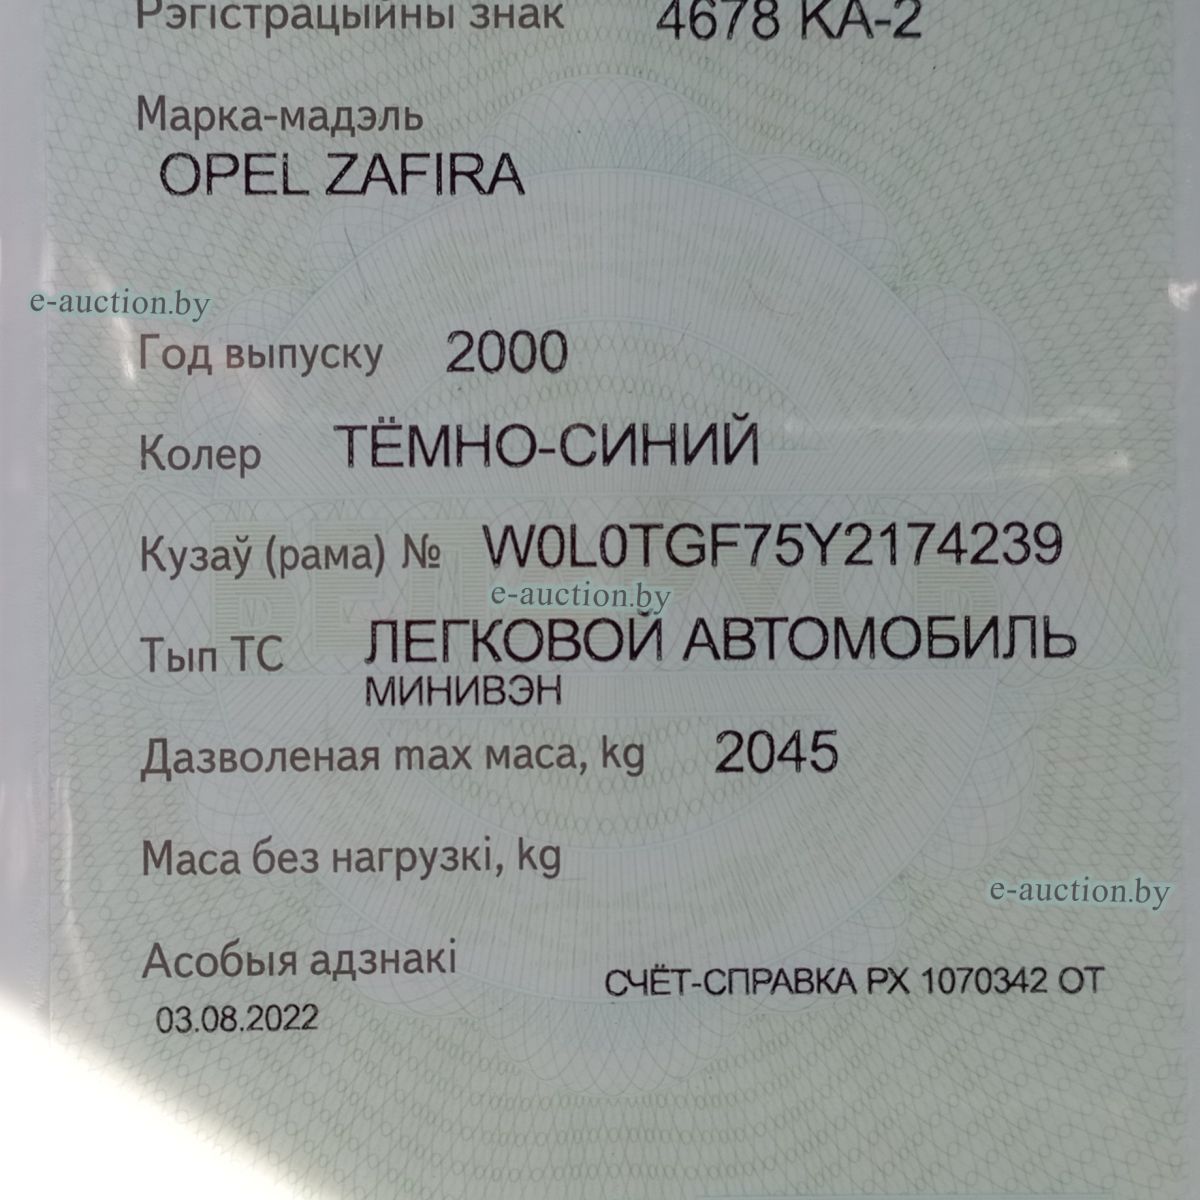 Рэгістрацыйны знак 4678 КА-2
Марка-мадэль
OPEL ZAFIRA
e-auction.by
Год выпуску 2000
Колер ТЁМНО-СИНИЙ
Кузаў (рама) № W0L0TGF75Y2174239
e-auction.by
Тып ТС ЛЕГКОВОЙ АВТОМОБИЛЬ
МИНИВЭН
Дазволеная max маса, kg 2045
Маса без нагрузкі, kg
e-auction.by
Асобыя адзнакі
СЧЁТ-СПРАВКА РХ 1070342 ОТ
03.08.2022